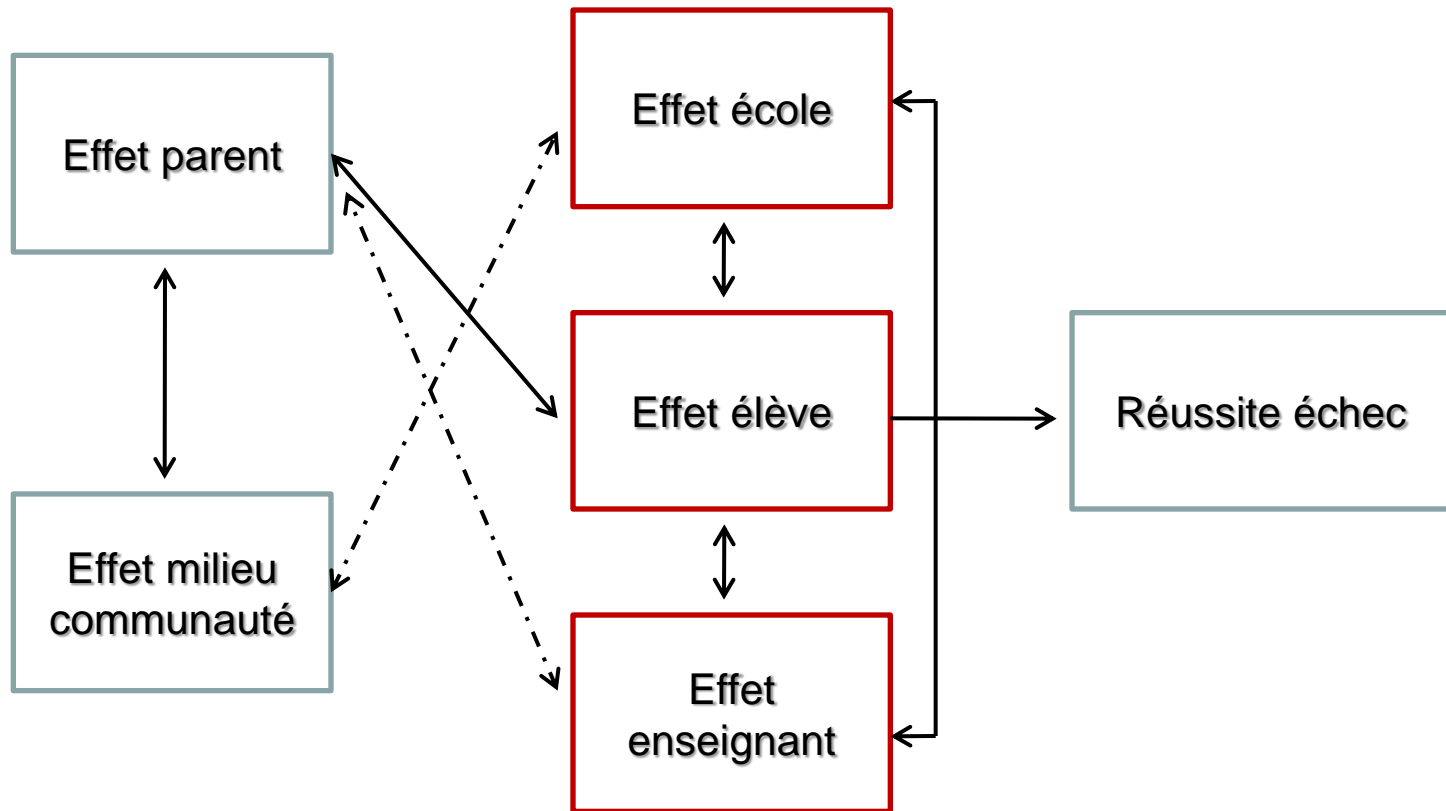 Effet parent
Effet milieu
communauté
Effet école
Effet élève
Effet
enseignant
Réussite échec